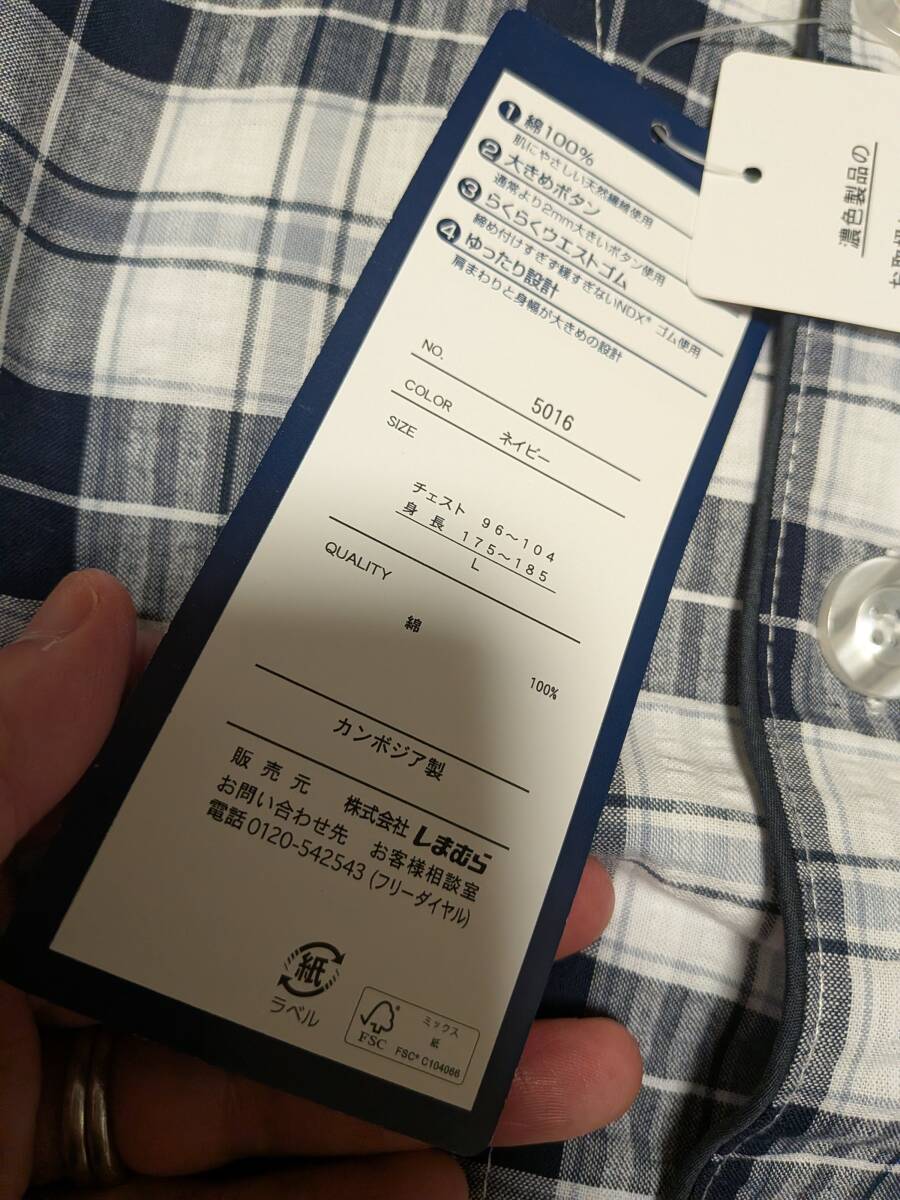 ❶ 綿100%
肌にやさしい天然繊維使用
❷ 大きめボタン
通常より2mm大きいボタン使用
❸ らくらくウエストゴム
締め付けすぎず緩すぎないNDX® ゴム使用
❹ ゆったり設計
肩まわりと身幅が大きめの設計
NO. 5016
COLOR ネイビー
SIZE
チェスト 96～104
身長 175～185
L
QUALITY
綿 100%
カンボジア製
販売元 株式会社 しまむら
お問い合わせ先 お客様相談室
電話 0120-542543 (フリーダイヤル)
紙
ラベル
FSC
ミックス
紙
FSC® C104066
濃色製品の